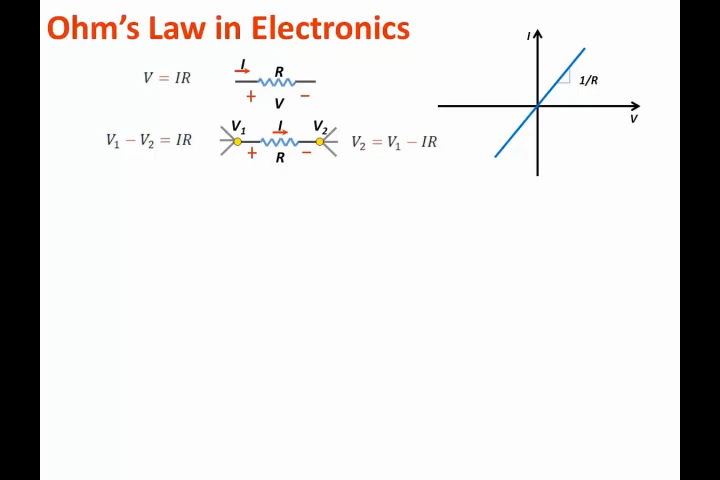 Ohm's Law in Electronics
V = IR
I
R
+ V −
I
1/R
V
V₁ − V₂ = IR
V₁ I V₂
+ R −
V₂ = V₁ − IR